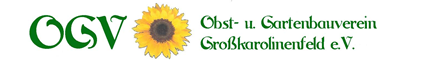 OGV
Obst- u. Gartenbauverein
Großkarolinenfeld e.V.